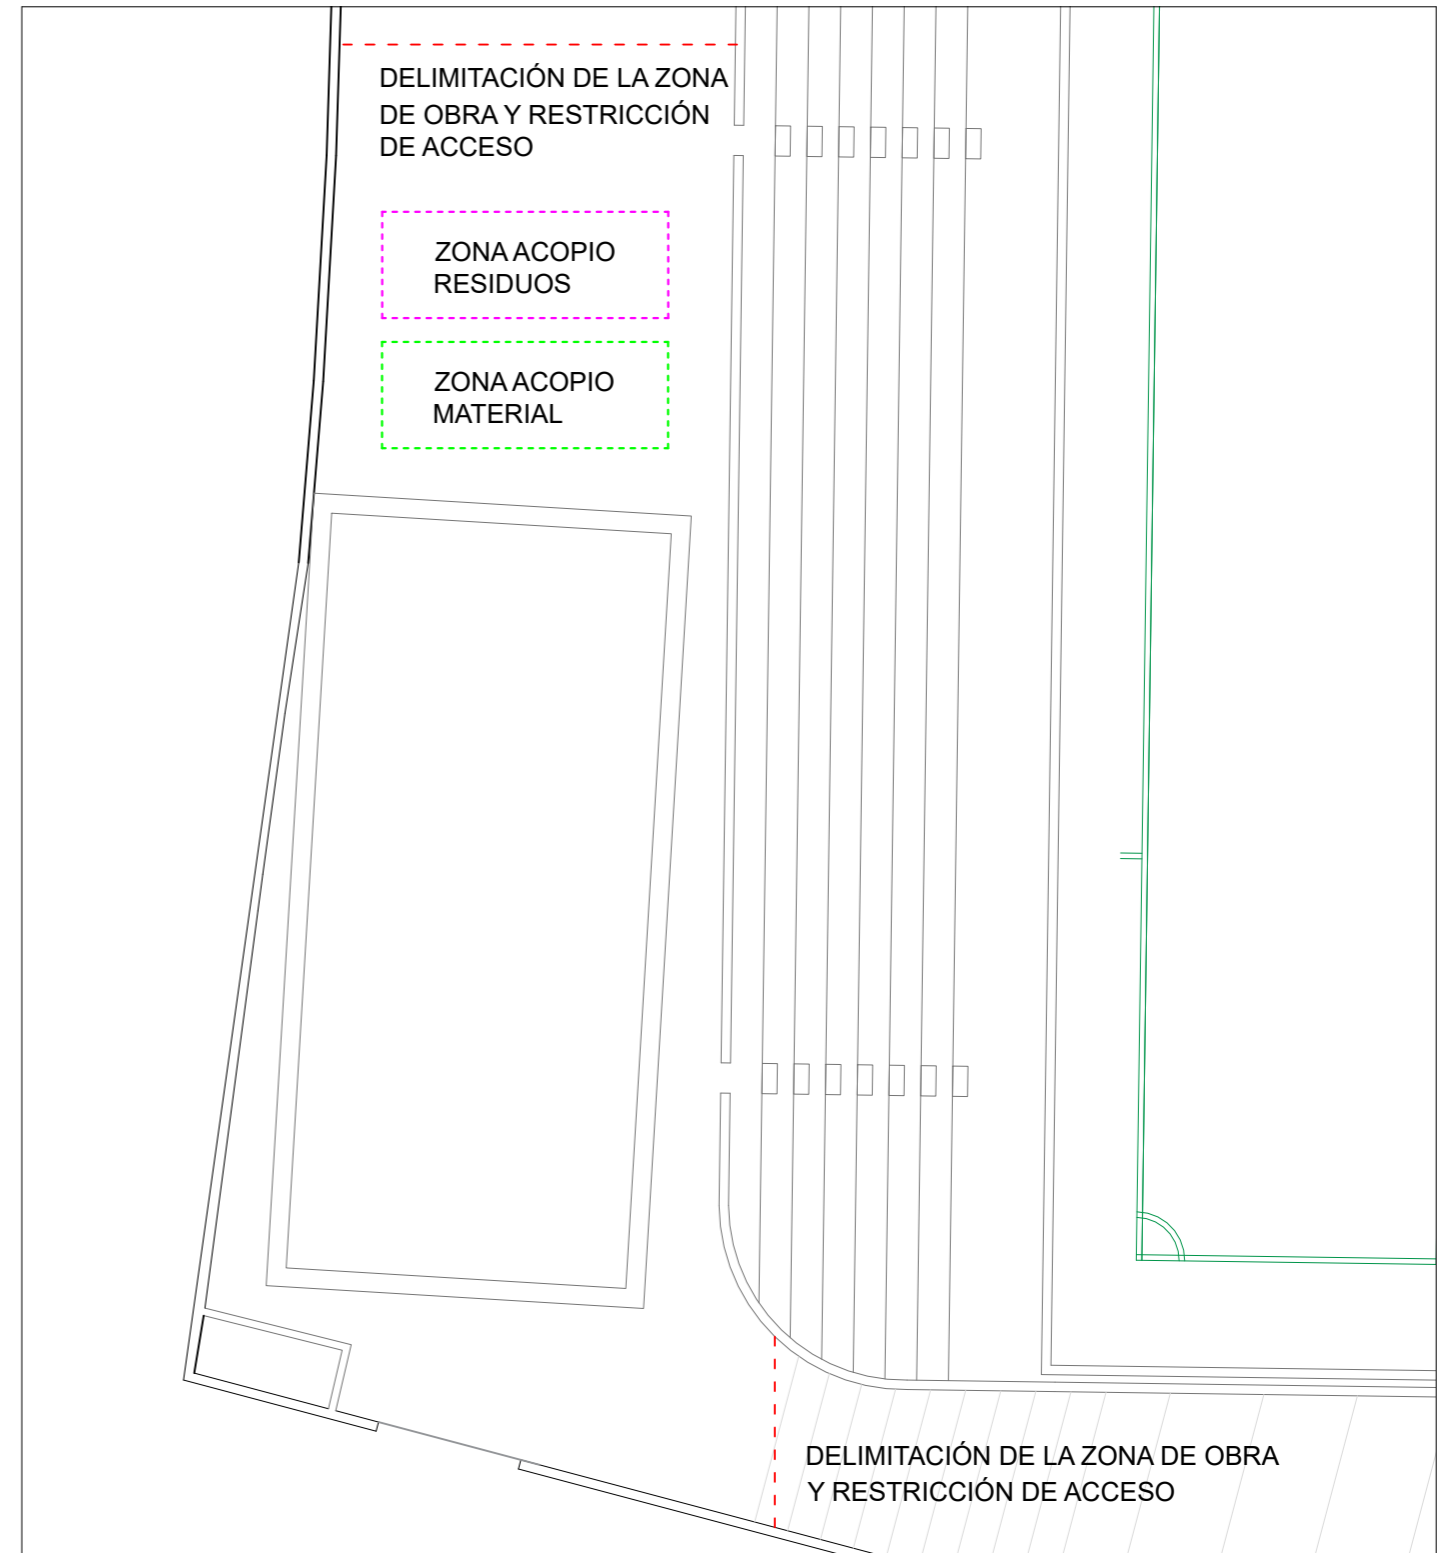 DELIMITACIÓN DE LA ZONA
DE OBRA Y RESTRICCIÓN
DE ACCESO
ZONA ACOPIO
RESIDUOS
ZONA ACOPIO
MATERIAL
DELIMITACIÓN DE LA ZONA DE OBRA
Y RESTRICCIÓN DE ACCESO